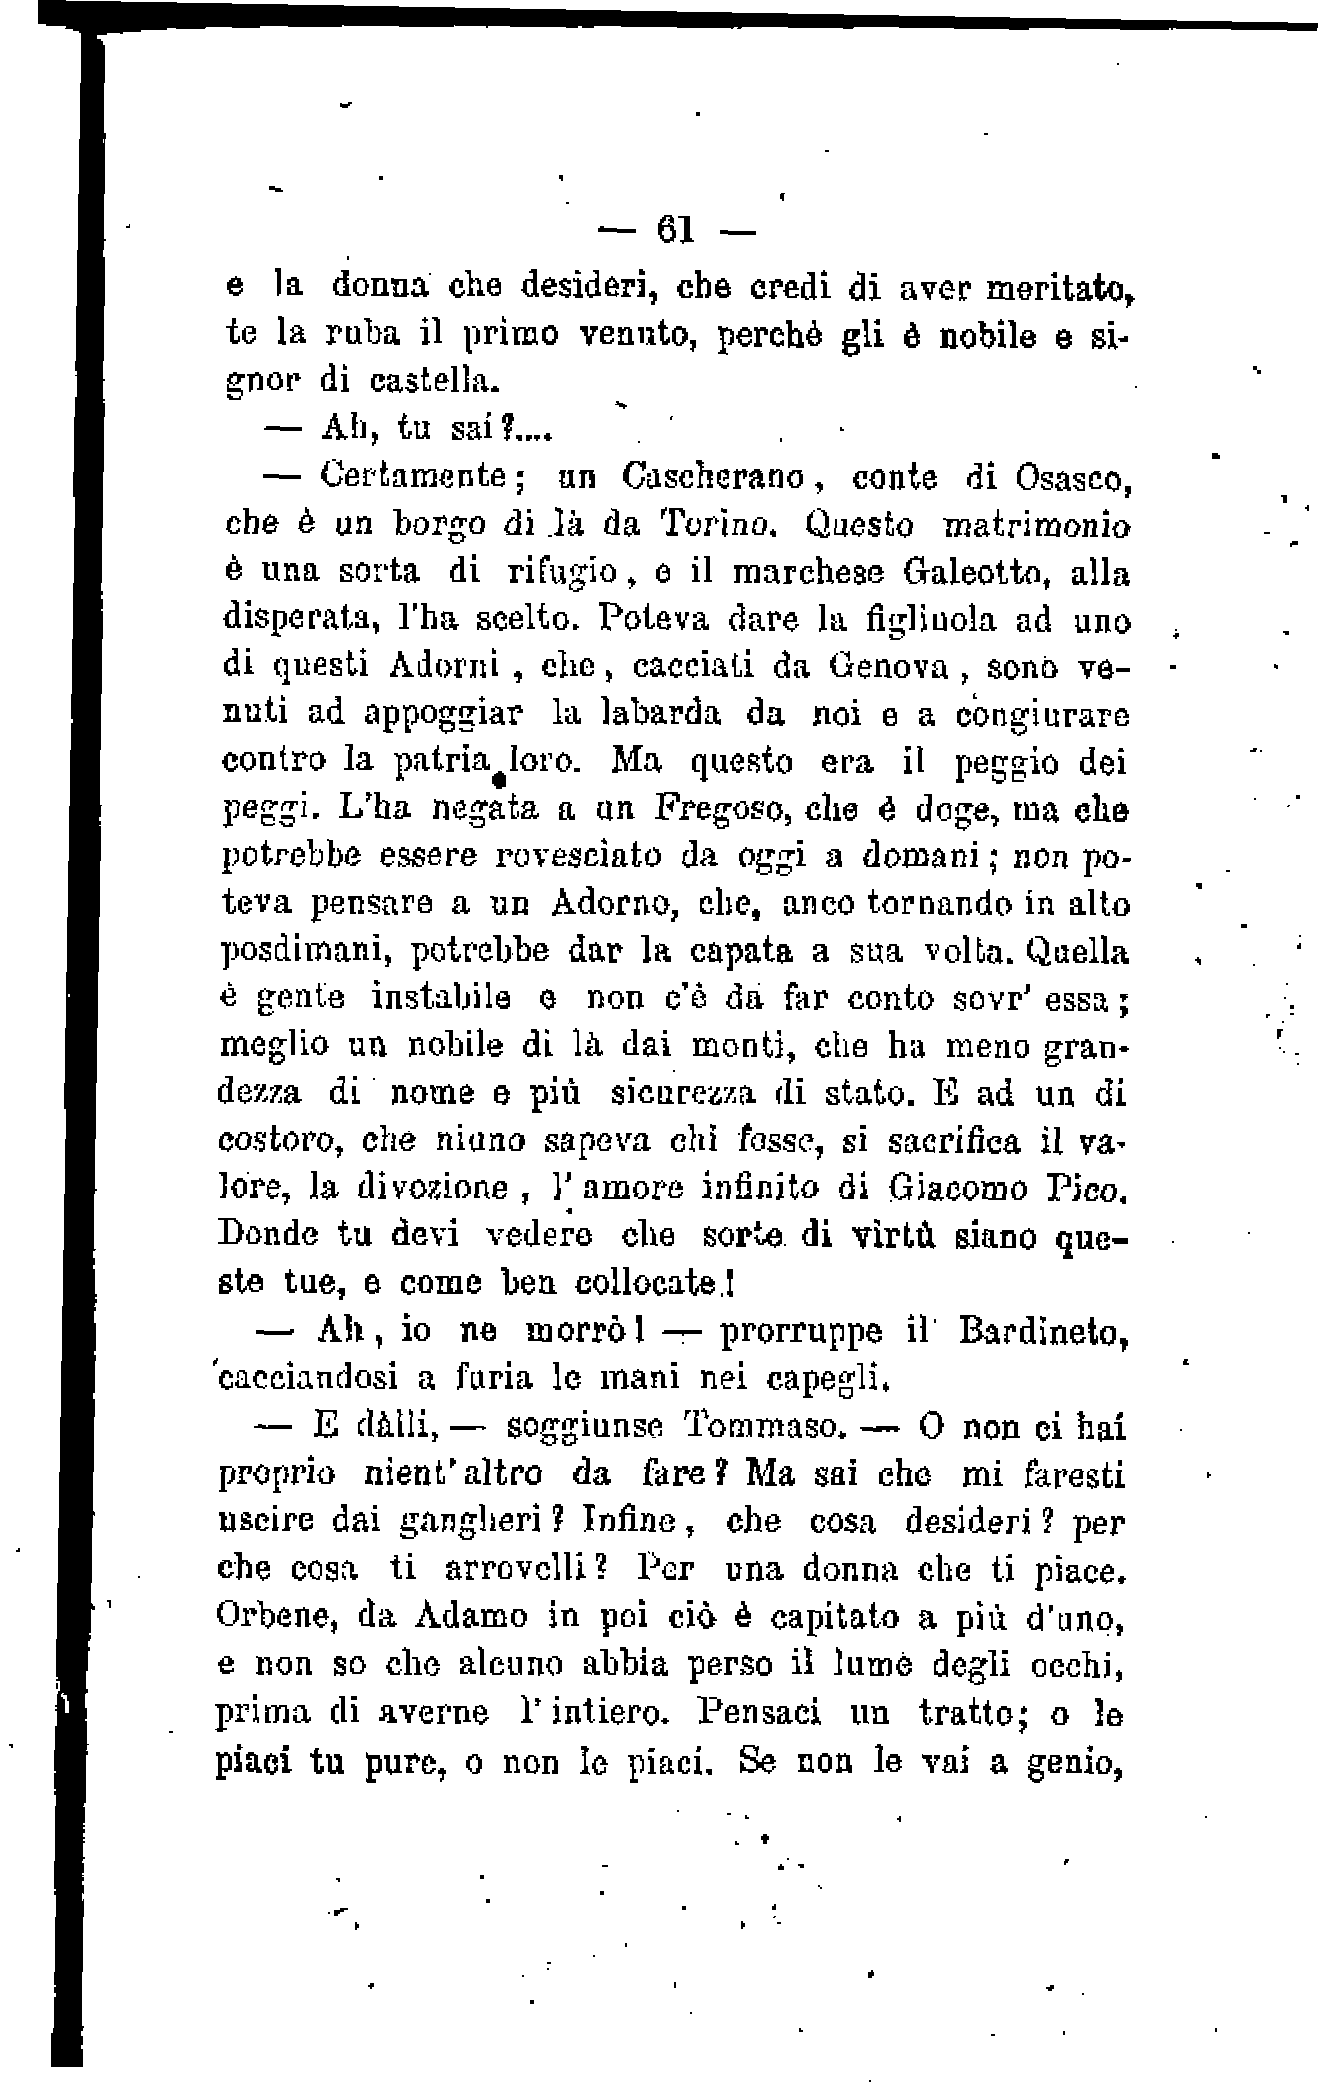 — 61 —
e la donna che desideri, che credi di aver meritato,
te la ruba il primo venuto, perchè gli è nobile e si-
gnor di castella.
— Ah, tu sai?....
— Certamente; un Cascherano, conte di Osasco,
che è un borgo di là da Torino. Questo matrimonio
è una sorta di rifugio, e il marchese Galeotto, alla
disperata, l'ha scelto. Poteva dare la figliuola ad uno
di questi Adorni, che, cacciati da Genova, sono ve-
nuti ad appoggiar la labarda da noi e a congiurare
contro la patria loro. Ma questo era il peggio dei
peggi. L'ha negata a un Fregoso, che è doge, ma che
potrebbe essere rovesciato da oggi a domani; non po-
teva pensare a un Adorno, che, anco tornando in alto
posdimani, potrebbe dar la capata a sua volta. Quella
è gente instabile e non c'è da far conto sovr' essa;
meglio un nobile di là dai monti, che ha meno gran-
dezza di nome e più sicurezza di stato. E ad un di
costoro, che niuno sapeva chi fosse, si sacrifica il va-
lore, la divozione, l' amore infinito di Giacomo Pico.
Donde tu devi vedere che sorte di virtù siano que-
ste tue, e come ben collocate!
— Ah, io ne morrò! — proruppe il Bardineto,
cacciandosi a furia le mani nei capegli.
— E dàlli, — soggiunse Tommaso. — O non ci hai
proprio nient'altro da fare? Ma sai che mi faresti
uscire dai gangheri? Infine, che cosa desideri? per
che cosa ti arrovelli? Per una donna che ti piace.
Orbene, da Adamo in poi ciò è capitato a più d'uno,
e non so che alcuno abbia perso il lume degli occhi,
prima di averne l'intiero. Pensaci un tratto; o le
piaci tu pure, o non le piaci. Se non le vai a genio,